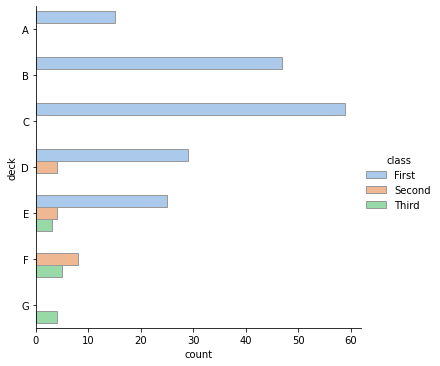 A
B
C
D
E
F
G
deck
0 10 20 30 40 50 60
count
class
First
Second
Third